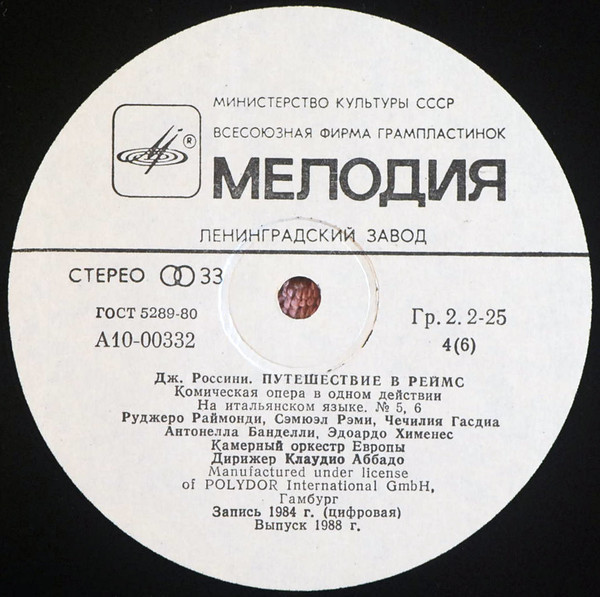 МИНИСТЕРСТВО КУЛЬТУРЫ СССР
ВСЕСОЮЗНАЯ ФИРМА ГРАМПЛАСТИНОК
®
МЕЛОДИЯ
ЛЕНИНГРАДСКИЙ ЗАВОД
СТЕРЕО 33
ГОСТ 5289-80
Гр. 2. 2-25
А10-00332
4(6)
Дж. Россини. ПУТЕШЕСТВИЕ В РЕЙМС
Комическая опера в одном действии
На итальянском языке. № 5, 6
Руджеро Раймонди, Сэмюэл Рэми, Чечилия Гасдиа
Антонелла Банделли, Эдоардо Хименес
Камерный оркестр Европы
Дирижер Клаудио Аббадо
Manufactured under license
of POLYDOR International GmbH,
Гамбург
Запись 1984 г. (цифровая)
Выпуск 1988 г.